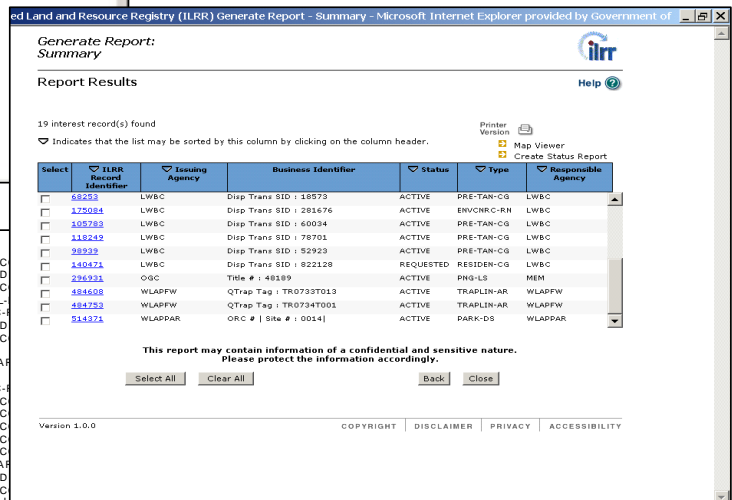 ed Land and Resource Registry (ILRR) Generate Report - Summary - Microsoft Internet Explorer provided by Government of
Generate Report:
Summary
ilrr
Report Results
Help ?
19 interest record(s) found
Printer Version
Indicates that the list may be sorted by this column by clicking on the column header.
Map Viewer
Create Status Report
Select ILRR Record Identifier Issuing Agency Business Identifier Status Type Responsible Agency
68253 LWBC Disp Trans SID : 18573 ACTIVE PRE-TAN-CG LWBC
175084 LWBC Disp Trans SID : 281676 ACTIVE ENVCNRC-RN LWBC
105783 LWBC Disp Trans SID : 60034 ACTIVE PRE-TAN-CG LWBC
118249 LWBC Disp Trans SID : 78701 ACTIVE PRE-TAN-CG LWBC
98939 LWBC Disp Trans SID : 52923 ACTIVE PRE-TAN-CG LWBC
140471 LWBC Disp Trans SID : 822128 REQUESTED RESIDEN-CG LWBC
296931 OGC Title # : 48189 ACTIVE PNG-LS MEM
484608 WLAPFW QTrap Tag : TR0733T013 ACTIVE TRAPLIN-AR WLAPFW
484753 WLAPFW QTrap Tag : TR0734T001 ACTIVE TRAPLIN-AR WLAPFW
514371 WLAPPAR ORC # | Site # : 0014| ACTIVE PARK-DS WLAPPAR
This report may contain information of a confidential and sensitive nature.
Please protect the information accordingly.
Select All Clear All Back Close
Version 1.0.0 COPYRIGHT DISCLAIMER PRIVACY ACCESSIBILITY